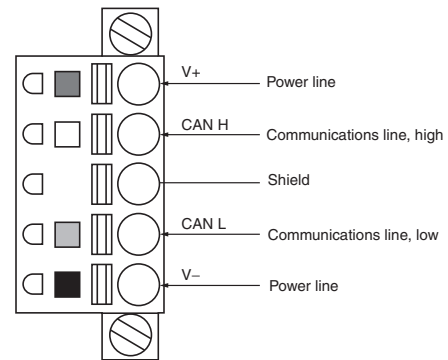 V+
Power line
CAN H
Communications line, high
Shield
CAN L
Communications line, low
V–
Power line